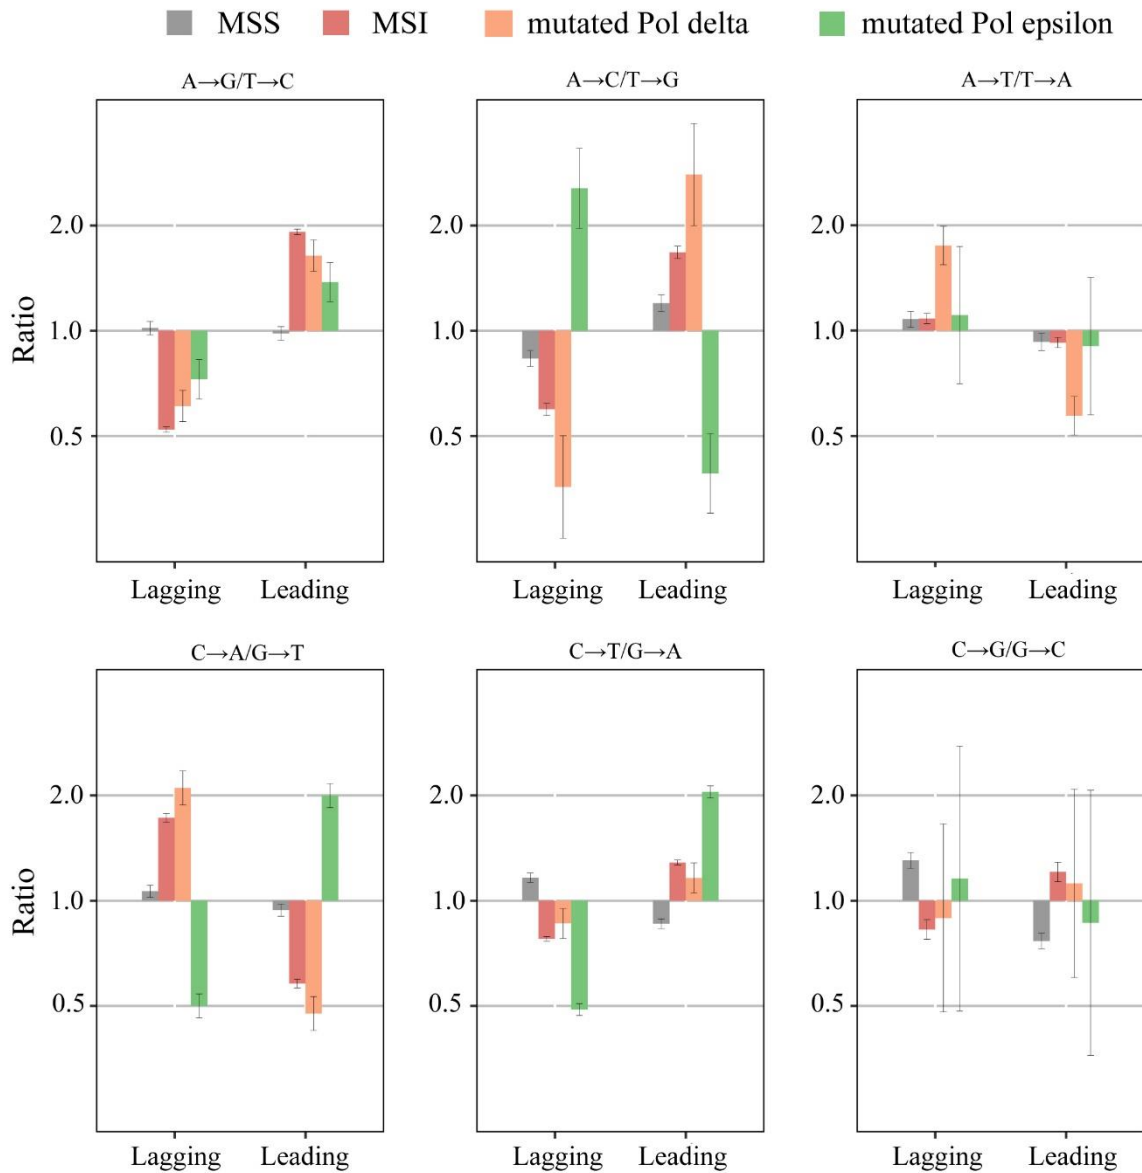 MSS MSI mutated Pol delta mutated Pol epsilon
A→G/T→C A→C/T→G A→T/T→A
Ratio
2.0 2.0 2.0
1.0 1.0 1.0
0.5 0.5 0.5
Lagging Leading Lagging Leading Lagging Leading
C→A/G→T C→T/G→A C→G/G→C
Ratio
2.0 2.0 2.0
1.0 1.0 1.0
0.5 0.5 0.5
Lagging Leading Lagging Leading Lagging Leading